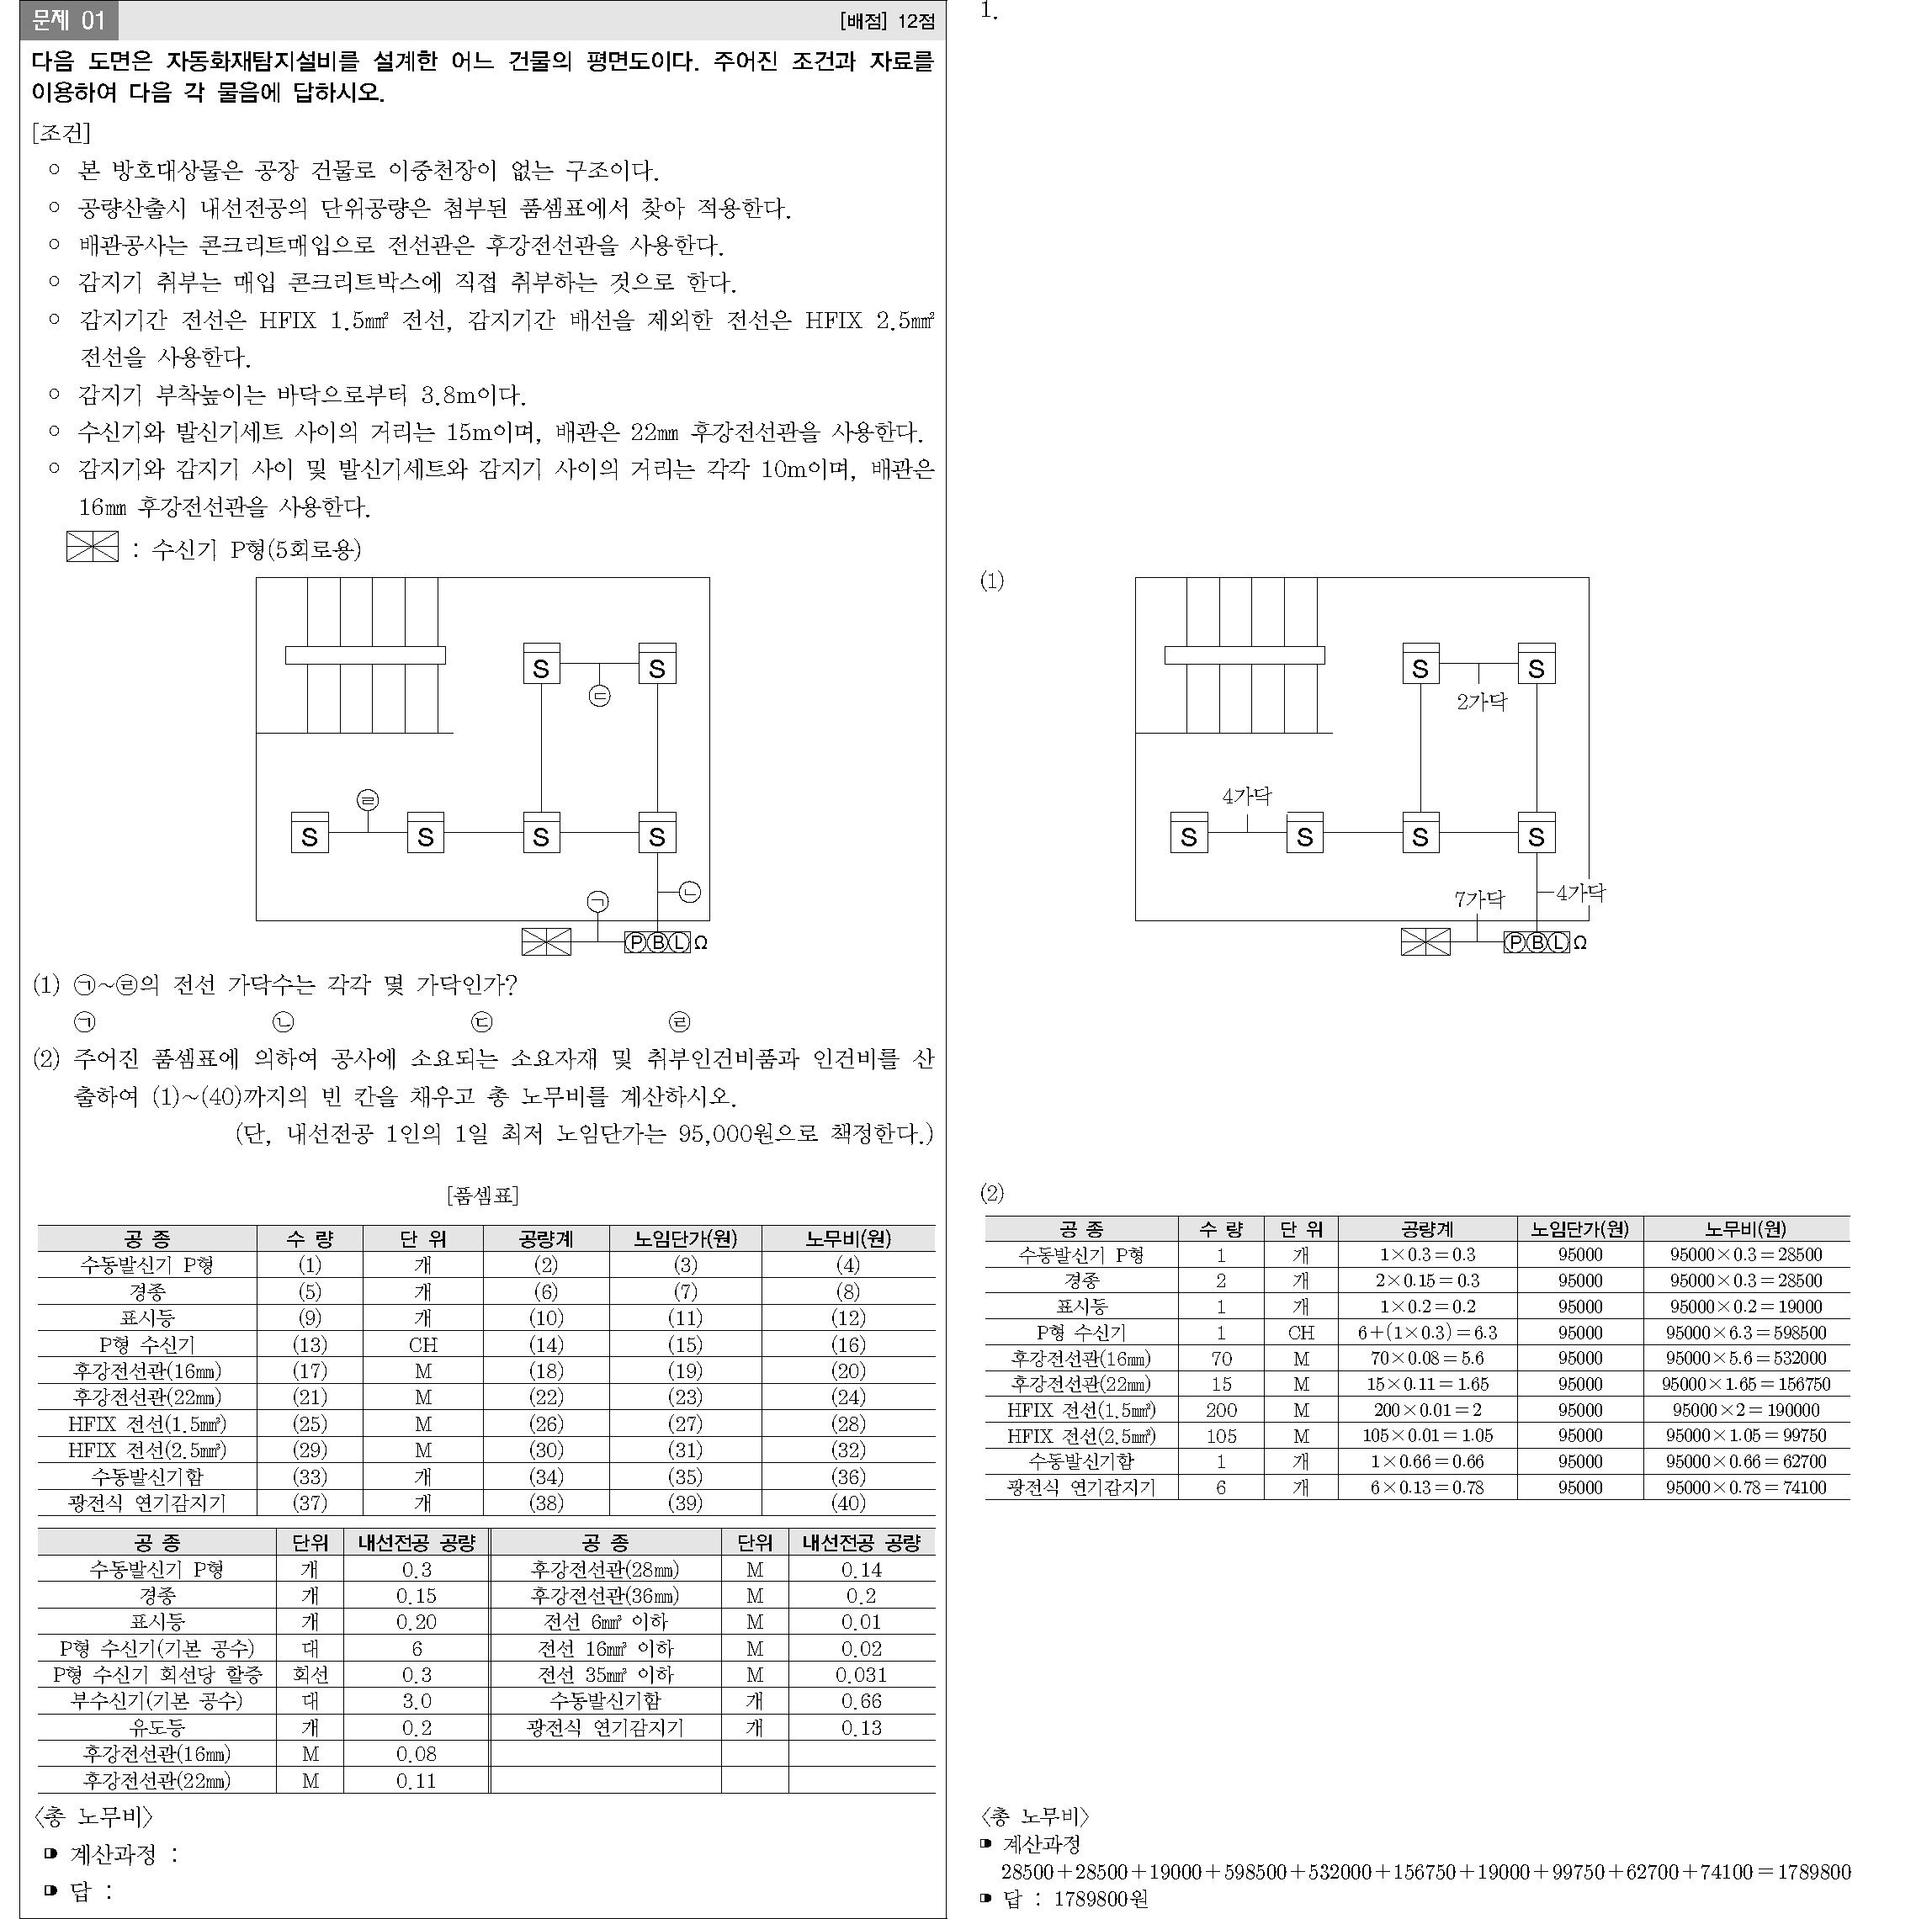 문제 01 [배점] 12점
다음 도면은 자동화재탐지설비를 설계한 어느 건물의 평면도이다. 주어진 조건과 자료를
이용하여 다음 각 물음에 답하시오.
[조건]
○ 본 방호대상물은 공장 건물로 이중천장이 없는 구조이다.
○ 공량산출시 내선전공의 단위공량은 첨부된 품셈표에서 찾아 적용한다.
○ 배관공사는 콘크리트매입으로 전선관은 후강전선관을 사용한다.
○ 감지기 취부는 매입 콘크리트박스에 직접 취부하는 것으로 한다.
○ 감지기간 전선은 HFIX 1.5㎟ 전선, 감지기간 배선을 제외한 전선은 HFIX 2.5㎟
전선을 사용한다.
○ 감지기 부착높이는 바닥으로부터 3.8m이다.
○ 수신기와 발신기세트 사이의 거리는 15m이며, 배관은 22㎜ 후강전선관을 사용한다.
○ 감지기와 감지기 사이 및 발신기세트와 감지기 사이의 거리는 각각 10m이며, 배관은
16㎜ 후강전선관을 사용한다.
: 수신기 P형(5회로용)
S S
㉢
㉣
S S S S
㉡
㉠
Ⓟ Ⓑ Ⓛ Ω
(1) ㉠~㉣의 전선 가닥수는 각각 몇 가닥인가?
㉠ ㉡ ㉢ ㉣
(2) 주어진 품셈표에 의하여 공사에 소요되는 소요자재 및 취부인건비품과 인건비를 산
출하여 (1)~(40)까지의 빈 칸을 채우고 총 노무비를 계산하시오.
(단, 내선전공 1인의 1일 최저 노임단가는 95,000원으로 책정한다.)
[품셈표]
공 종 수 량 단 위 공량계 노임단가(원) 노무비(원)
수동발신기 P형 (1) 개 (2) (3) (4)
경종 (5) 개 (6) (7) (8)
표시등 (9) 개 (10) (11) (12)
P형 수신기 (13) CH (14) (15) (16)
후강전선관(16㎜) (17) M (18) (19) (20)
후강전선관(22㎜) (21) M (22) (23) (24)
HFIX 전선(1.5㎟) (25) M (26) (27) (28)
HFIX 전선(2.5㎟) (29) M (30) (31) (32)
수동발신기함 (33) 개 (34) (35) (36)
광전식 연기감지기 (37) 개 (38) (39) (40)
공 종 단위 내선전공 공량 공 종 단위 내선전공 공량
수동발신기 P형 개 0.3 후강전선관(28㎜) M 0.14
경종 개 0.15 후강전선관(36㎜) M 0.2
표시등 개 0.20 전선 6㎟ 이하 M 0.01
P형 수신기(기본 공수) 대 6 전선 16㎟ 이하 M 0.02
P형 수신기 회선당 할증 회선 0.3 전선 35㎟ 이하 M 0.031
부수신기(기본 공수) 대 3.0 수동발신기함 개 0.66
유도등 개 0.2 광전식 연기감지기 개 0.13
후강전선관(16㎜) M 0.08
후강전선관(22㎜) M 0.11
〈총 노무비〉
계산과정 :
답 :
1.
(1)
S S
2가닥
4가닥
S S S S
4가닥
7가닥
Ⓟ Ⓑ Ⓛ Ω
(2)
공 종 수 량 단 위 공량계 노임단가(원) 노무비(원)
수동발신기 P형 1 개 1×0.3=0.3 95000 95000×0.3=28500
경종 2 개 2×0.15=0.3 95000 95000×0.3=28500
표시등 1 개 1×0.2=0.2 95000 95000×0.2=19000
P형 수신기 1 CH 6+(1×0.3)=6.3 95000 95000×6.3=598500
후강전선관(16㎜) 70 M 70×0.08=5.6 95000 95000×5.6=532000
후강전선관(22㎜) 15 M 15×0.11=1.65 95000 95000×1.65=156750
HFIX 전선(1.5㎟) 200 M 200×0.01=2 95000 95000×2=190000
HFIX 전선(2.5㎟) 105 M 105×0.01=1.05 95000 95000×1.05=99750
수동발신기함 1 개 1×0.66=0.66 95000 95000×0.66=62700
광전식 연기감지기 6 개 6×0.13=0.78 95000 95000×0.78=74100
〈총 노무비〉
계산과정
28500+28500+19000+598500+532000+156750+19000+99750+62700+74100=1789800
답 : 1789800원